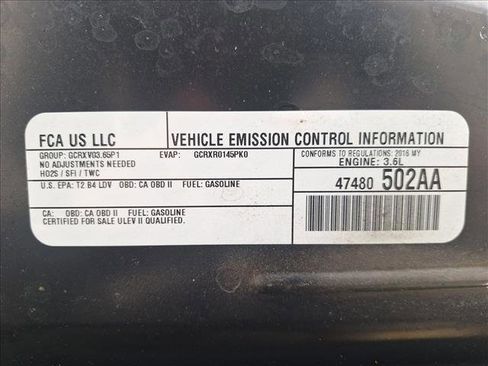 FCA US LLC
VEHICLE EMISSION CONTROL INFORMATION
GROUP: GCRXV03.65P1 EVAP: GCRXR0145PK0
NO ADJUSTMENTS NEEDED
HO2S / SFI / TWC
CONFORMS TO REGULATIONS: 2016 MY
ENGINE: 3.6L
U.S. EPA: T2 B4 LDV OBD: CA OBD II FUEL: GASOLINE
47480 502AA
CA: OBD: CA OBD II FUEL: GASOLINE
CERTIFIED FOR SALE ULEV II QUALIFIED.